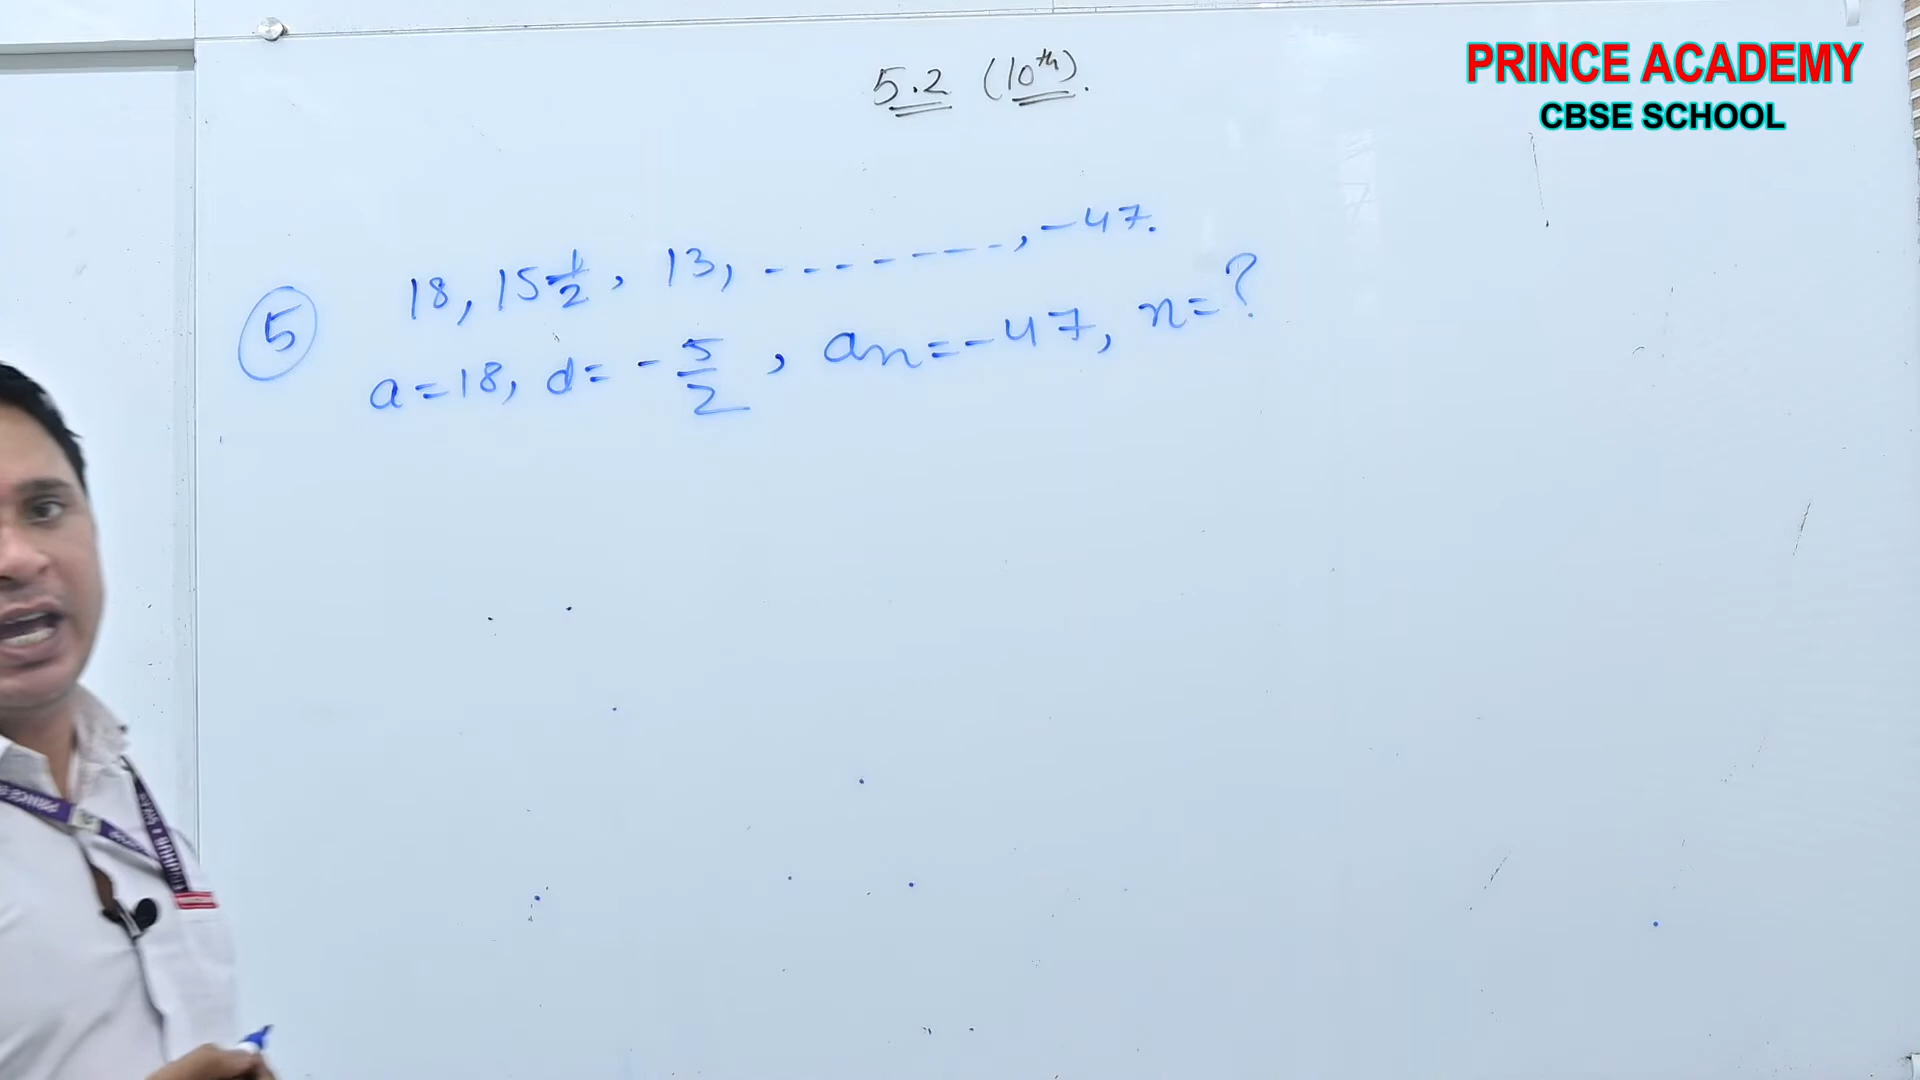 5.2 (10th).
PRINCE ACADEMY
CBSE SCHOOL
5 18, 15 1/2, 13, - - - - - - - -, -47.
a=18, d= -5/2, an=-47, n=?